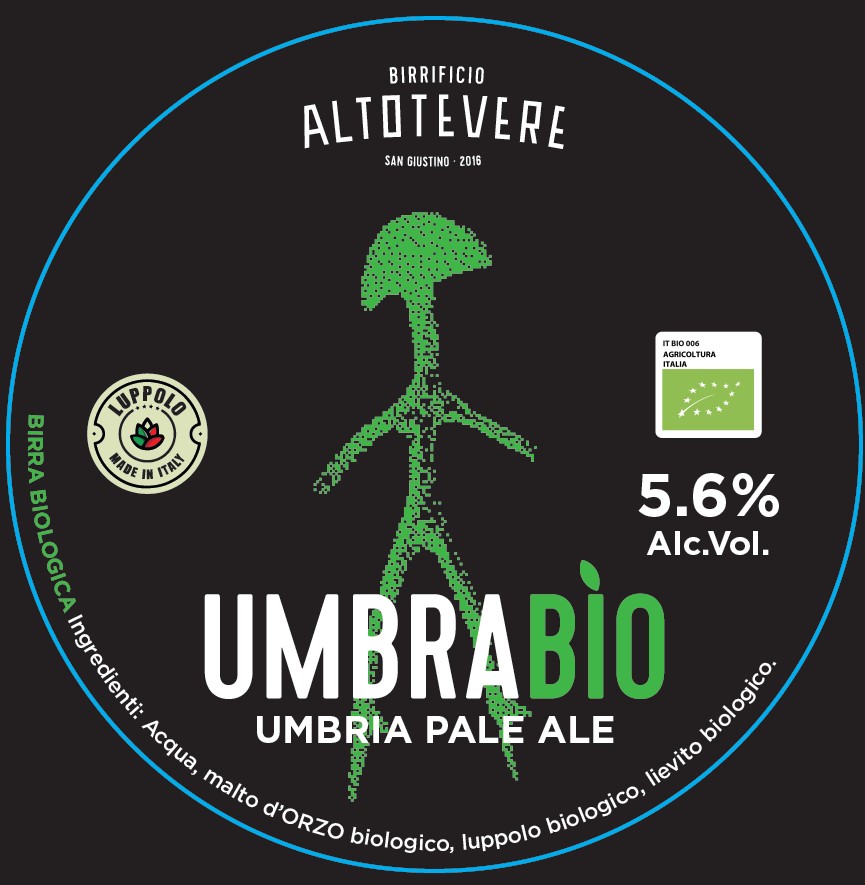 BIRRIFICIO
ALTOTEVERE
SAN GIUSTINO · 2016
IT BIO 006
AGRICOLTURA
ITALIA
LUPPOLO
MADE IN ITALY
5.6%
Alc.Vol.
UMBRABÌO
UMBRIA PALE ALE
BIRRA BIOLOGICA Ingredienti: Acqua, malto d'ORZO biologico, luppolo biologico, lievito biologico.